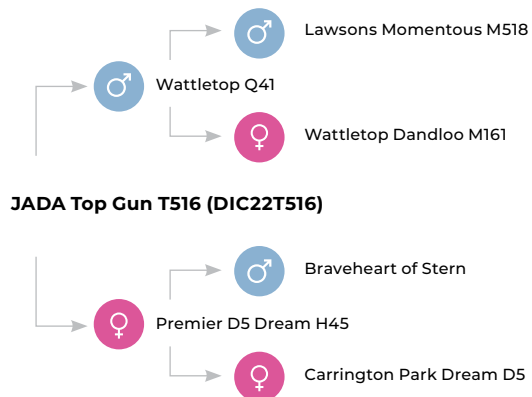 Lawsons Momentous M518
Wattletop Q41
Wattletop Dandloo M161
JADA Top Gun T516 (DIC22T516)
Braveheart of Stern
Premier D5 Dream H45
Carrington Park Dream D5